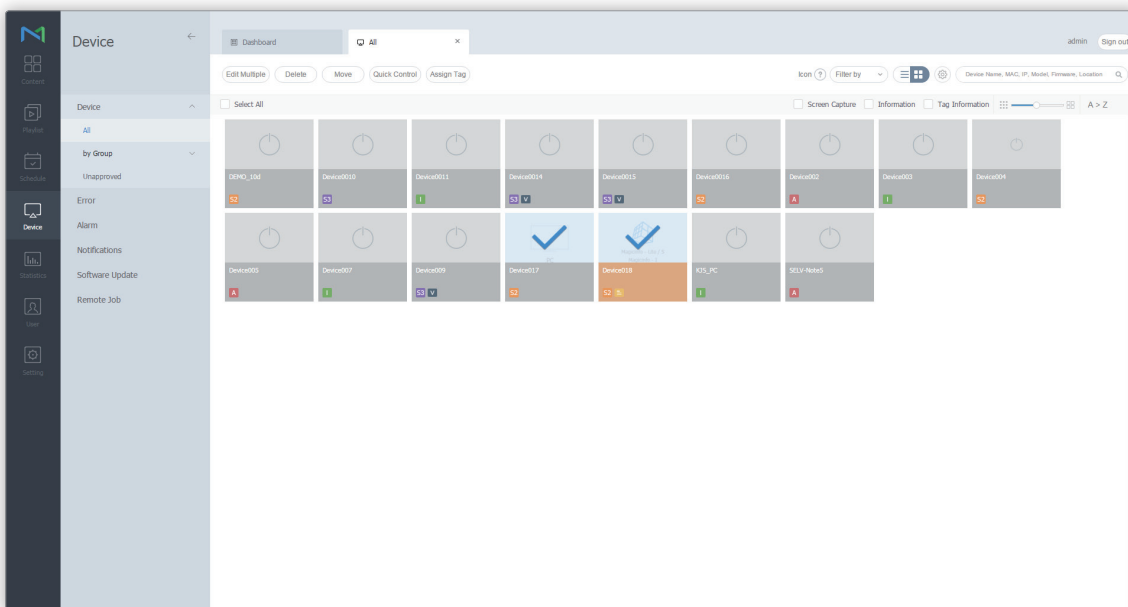 Device
Dashboard
All
admin
Sign out
Content
Playlist
Schedule
Device
Statistics
User
Setting
Edit Multiple
Delete
Move
Quick Control
Assign Tag
Icon
?
Filter by
Device Name, MAC, IP, Model, Firmware, Location
Device
All
by Group
Unapproved
Error
Alarm
Notifications
Software Update
Remote Job
Select All
Screen Capture
Information
Tag Information
A > Z
DEMO_10d
S2
Device0010
S3
Device0011
I
Device0014
S3 V
Device0015
S3 V
Device0016
S2
Device002
A
Device003
I
Device004
S2
Device005
A
Device007
I
Device009
S3 V
PC
Device017
S2
Device018
S2 S
KJS_PC
I
SELV-Note5
A